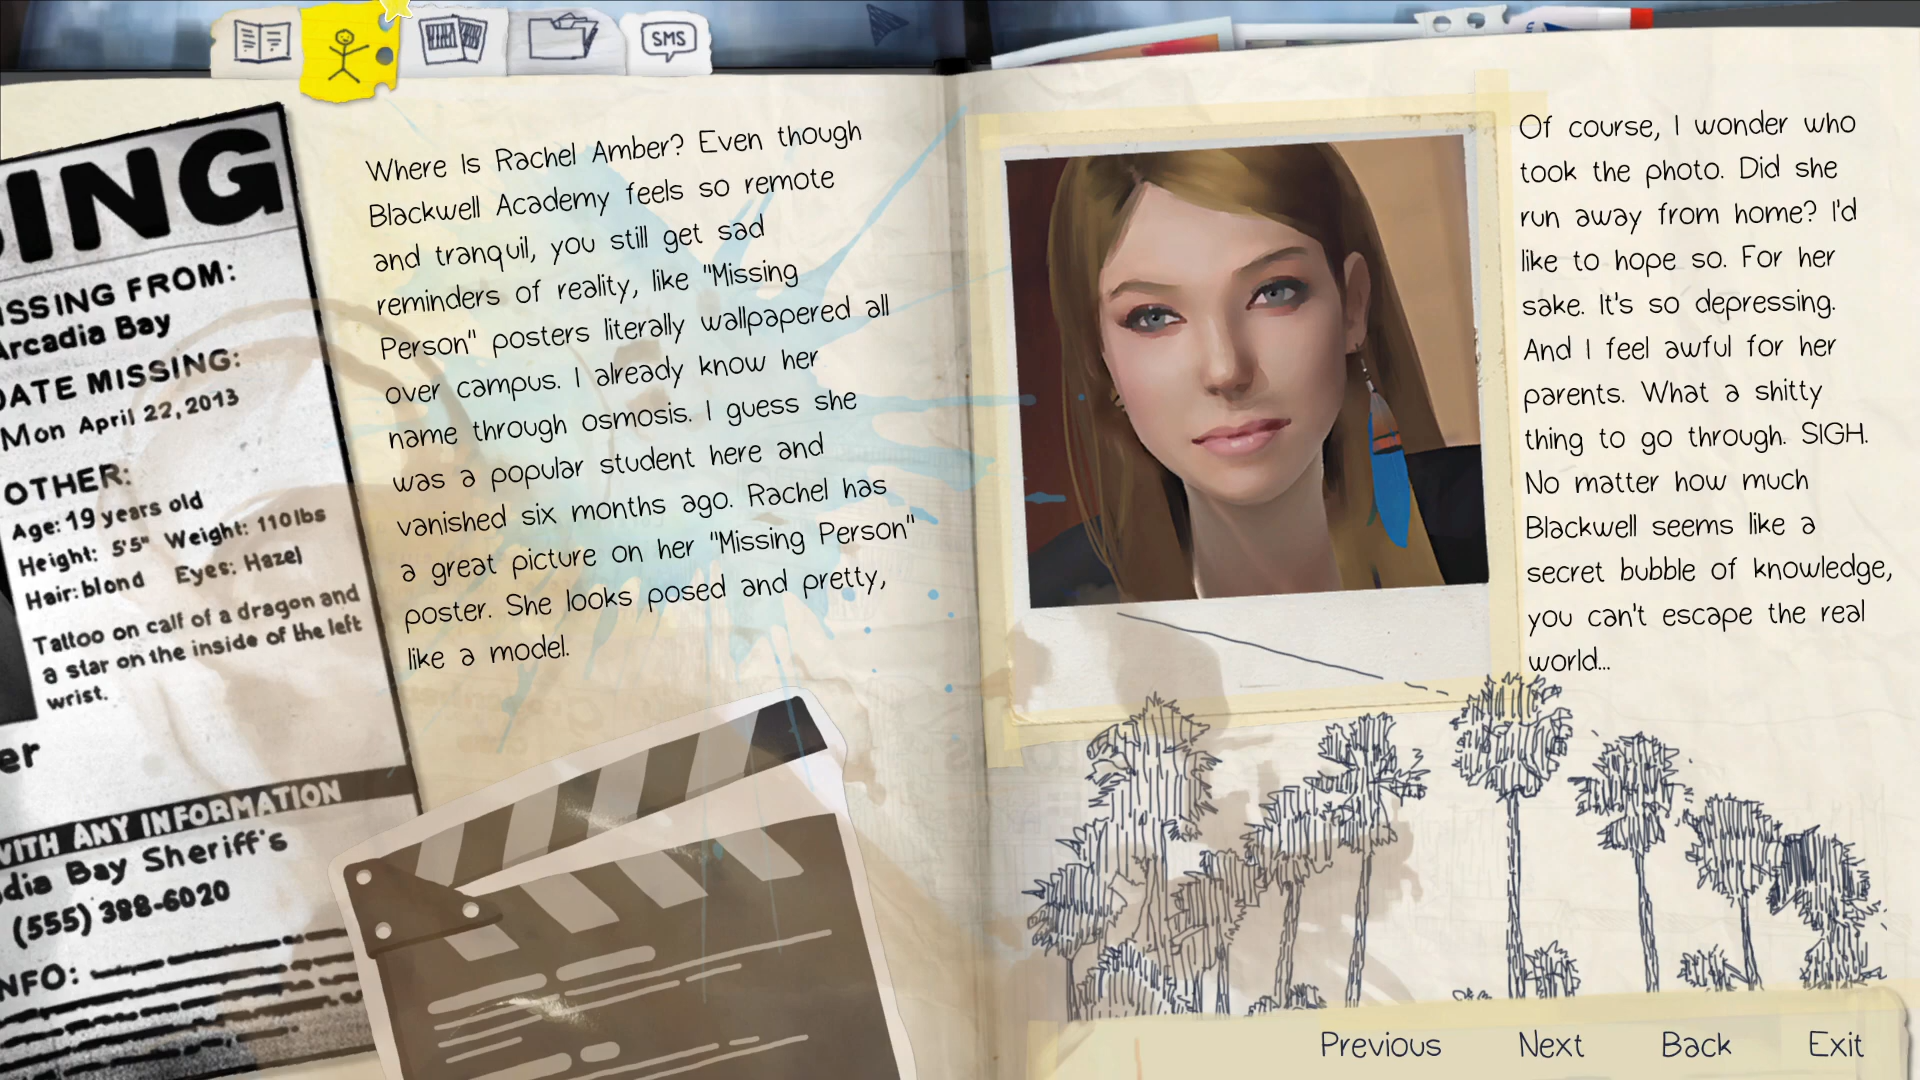 SMS
SING
ISSING FROM:
Arcadia Bay
DATE MISSING:
Mon April 22, 2013
OTHER:
Age: 19 years old
Height: 5'5" Weight: 110lbs
Hair: blond Eyes: Hazel
Tattoo on calf of a dragon and
a star on the inside of the left
wrist.
er
WITH ANY INFORMATION
dia Bay Sheriff's
(555) 388-6020
NFO:
Where Is Rachel Amber? Even though
Blackwell Academy feels so remote
and tranquil, you still get sad
reminders of reality, like "Missing
Person" posters literally wallpapered all
over campus. I already know her
name through osmosis. I guess she
was a popular student here and
vanished six months ago. Rachel has
a great picture on her "Missing Person"
poster. She looks posed and pretty,
like a model.
Of course, I wonder who
took the photo. Did she
run away from home? I'd
like to hope so. For her
sake. It's so depressing.
And I feel awful for her
parents. What a shitty
thing to go through. SIGH.
No matter how much
Blackwell seems like a
secret bubble of knowledge,
you can't escape the real
world...
Previous Next Back Exit